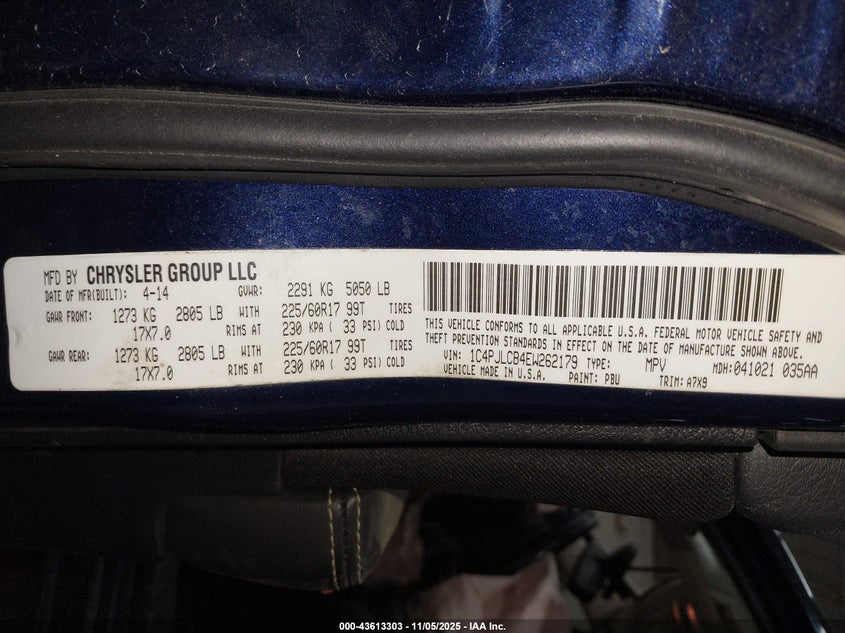 MFD BY CHRYSLER GROUP LLC
DATE OF MFR(BUILT): 4-14 GVWR: 2291 KG 5050 LB
GAWR FRONT: 1273 KG 2805 LB WITH 225/60R17 99T TIRES
17X7.0 RIMS AT 230 KPA ( 33 PSI) COLD
GAWR REAR: 1273 KG 2805 LB WITH 225/60R17 99T TIRES
17X7.0 RIMS AT 230 KPA ( 33 PSI) COLD
THIS VEHICLE CONFORMS TO ALL APPLICABLE U.S.A. FEDERAL MOTOR VEHICLE SAFETY AND
THEFT PREVENTION STANDARDS IN EFFECT ON THE DATE OF MANUFACTURE SHOWN ABOVE.
VIN: 1C4PJLCB4EW262179 TYPE: MPV MDH: 041021 035AA
VEHICLE MADE IN U.S.A. PAINT: PBU TRIM: A7X9
000-43613303 - 11/05/2025 - IAA Inc.